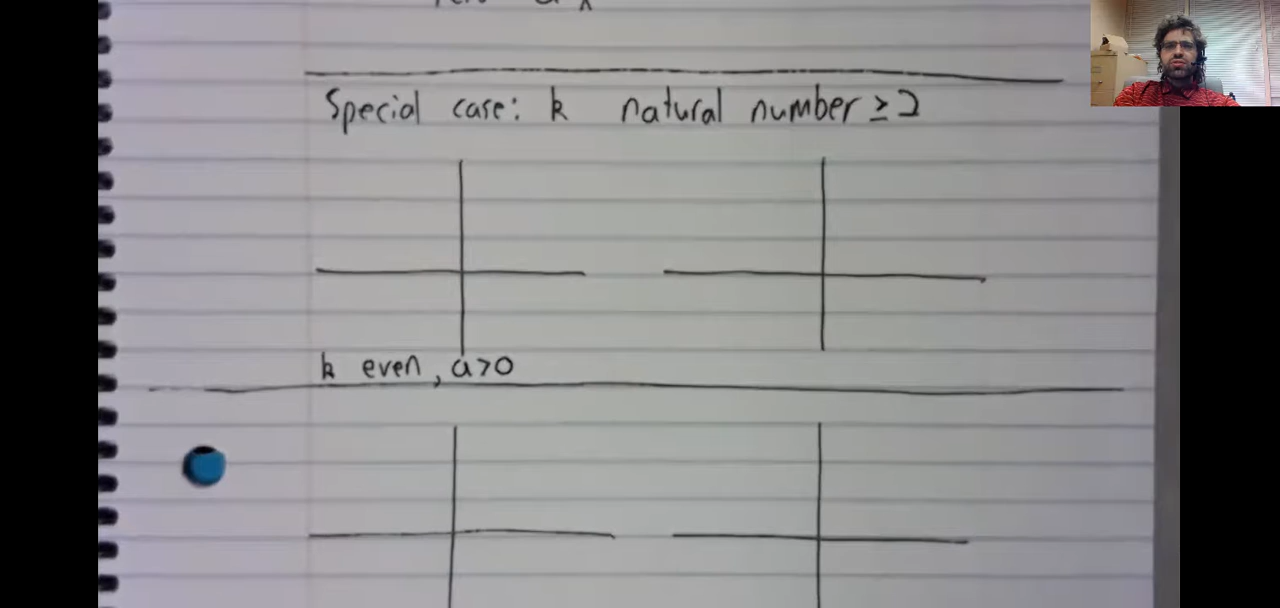 Special case: k natural number ≥2
k even, a>0